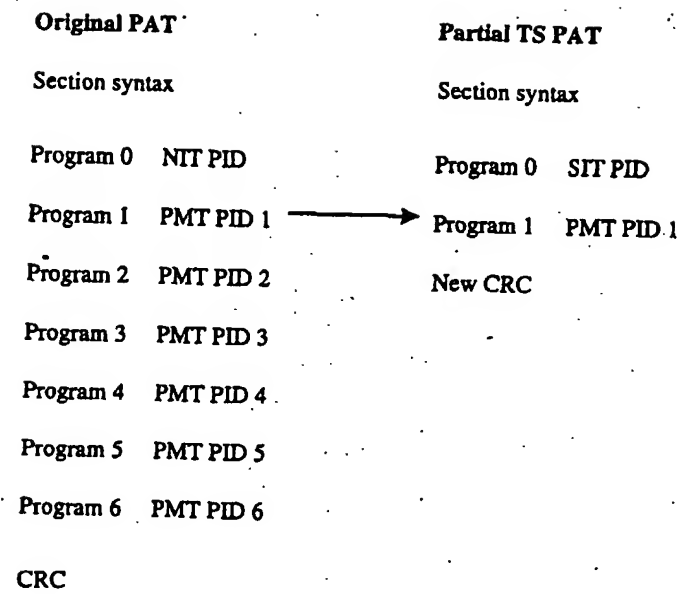 Original PAT
Section syntax
Program 0 NIT PID
Program 1 PMT PID 1
Program 2 PMT PID 2
Program 3 PMT PID 3
Program 4 PMT PID 4
Program 5 PMT PID 5
Program 6 PMT PID 6
CRC
Partial TS PAT
Section syntax
Program 0 SIT PID
Program 1 PMT PID 1
New CRC